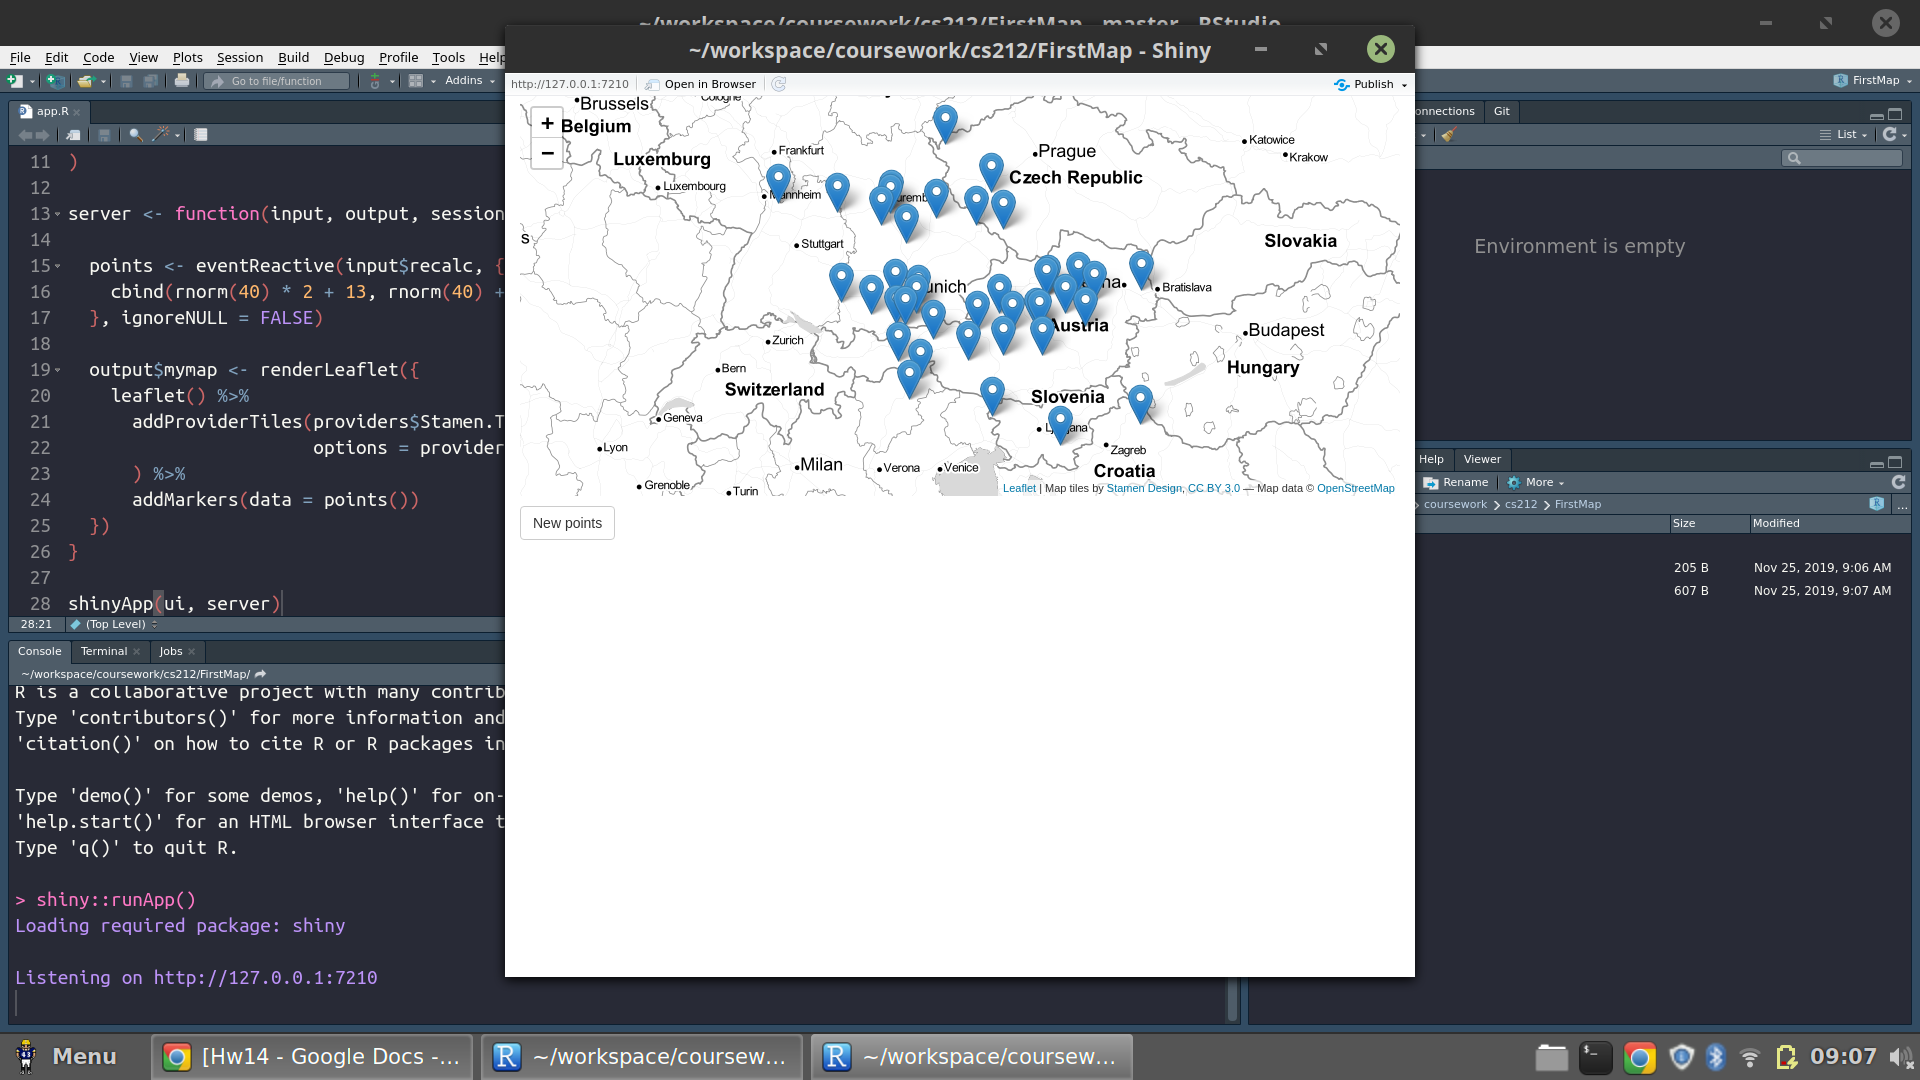 ~/workspace/coursework/cs212/FirstMap - master - RStudio
~/workspace/coursework/cs212/FirstMap - Shiny
File Edit Code View Plots Session Build Debug Profile Tools Help
Go to file/function
Addins
FirstMap
http://127.0.0.1:7210
Open in Browser
Publish
app.R
11 )
12
13 server <- function(input, output, session
14
15 points <- eventReactive(input$recalc, {
16 cbind(rnorm(40) * 2 + 13, rnorm(40) +
17 }, ignoreNULL = FALSE)
18
19 output$mymap <- renderLeaflet({
20 leaflet() %>%
21 addProviderTiles(providers$Stamen.T
22 options = provider
23 ) %>%
24 addMarkers(data = points())
25 })
26 }
27
28 shinyApp(ui, server)
28:21
(Top Level)
Console
Terminal
Jobs
~/workspace/coursework/cs212/FirstMap/
R is a collaborative project with many contrib
Type 'contributors()' for more information and
'citation()' on how to cite R or R packages in
Type 'demo()' for some demos, 'help()' for on-
'help.start()' for an HTML browser interface t
Type 'q()' to quit R.
> shiny::runApp()
Loading required package: shiny
Listening on http://127.0.0.1:7210
+
−
Brussels
Cologne
Belgium
Luxemburg
Luxembourg
Frankfurt
Prague
Czech Republic
Katowice
Krakow
Mannheim
uremb
Stuttgart
s
Slovakia
unich
na
Bratislava
Austria
Budapest
Hungary
Zurich
Bern
Switzerland
Slovenia
Geneva
Ljubljana
Zagreb
Croatia
Lyon
Milan
Verona
Venice
Grenoble
Turin
Leaflet | Map tiles by Stamen Design, CC BY 3.0 — Map data © OpenStreetMap
New points
onnections
Git
List
Environment is empty
Help
Viewer
Rename
More
coursework
cs212
FirstMap
...
Size
Modified
205 B
Nov 25, 2019, 9:06 AM
607 B
Nov 25, 2019, 9:07 AM
Menu
[Hw14 - Google Docs -...
~/workspace/coursew...
~/workspace/coursew...
09:07